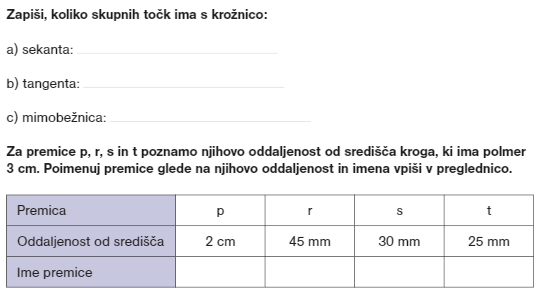 Zapiši, koliko skupnih točk ima s krožnico:
a) sekanta:
b) tangenta:
c) mimobežnica:
Za premice p, r, s in t poznamo njihovo oddaljenost od središča kroga, ki ima polmer
3 cm. Poimenuj premice glede na njihovo oddaljenost in imena vpiši v preglednico.
Premica p r s t
Oddaljenost od središča 2 cm 45 mm 30 mm 25 mm
Ime premice